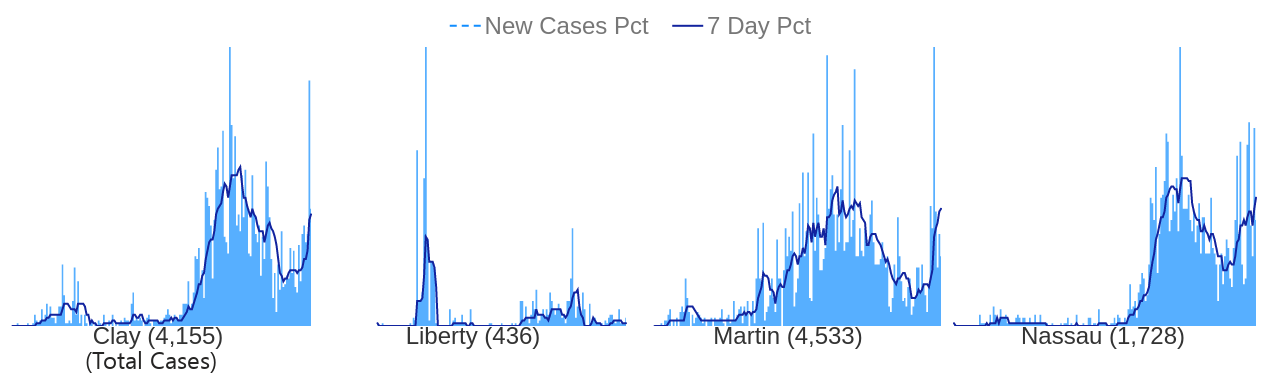 New Cases Pct 7 Day Pct
Clay (4,155) Liberty (436) Martin (4,533) Nassau (1,728)
(Total Cases)